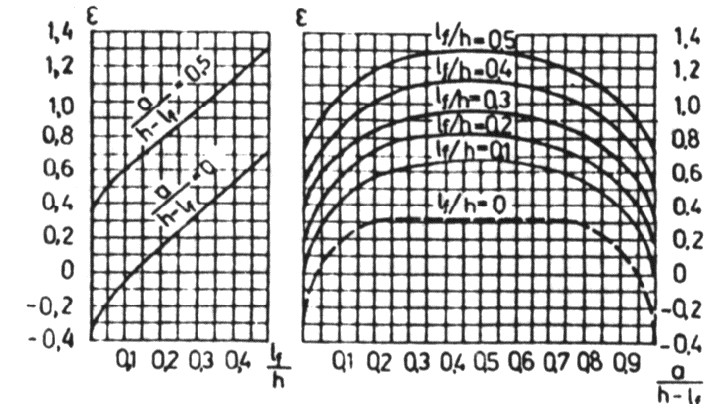 ε
1,4
1,2
1,0
0,8
0,6
0,4
0,2
0
-0,2
-0,4
a/(h-l₁) = 0,5
a/(h-l₁) = 0
0,1 0,2 0,3 0,4 l₁/h
ε
l₁/h = 0,5
l₁/h = 0,4
l₁/h = 0,3
l₁/h = 0,2
l₁/h = 0,1
l₁/h = 0
1,4
1,2
1,0
0,8
0,6
0,4
0,2
0
-0,2
-0,4
0,1 0,2 0,3 0,4 0,5 0,6 0,7 0,8 0,9 a/(h-l₁)